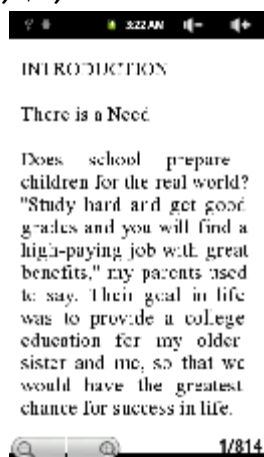 3:22 AM
INTRODUCTION
There is a Need
Does school prepare
children for the real world?
"Study hard and get good
grades and you will find a
high-paying job with great
benefits," my parents used
to say. Their goal in life
was to provide a college
education for my older
sister and me, so that we
would have the greatest
chance for success in life.
1/814